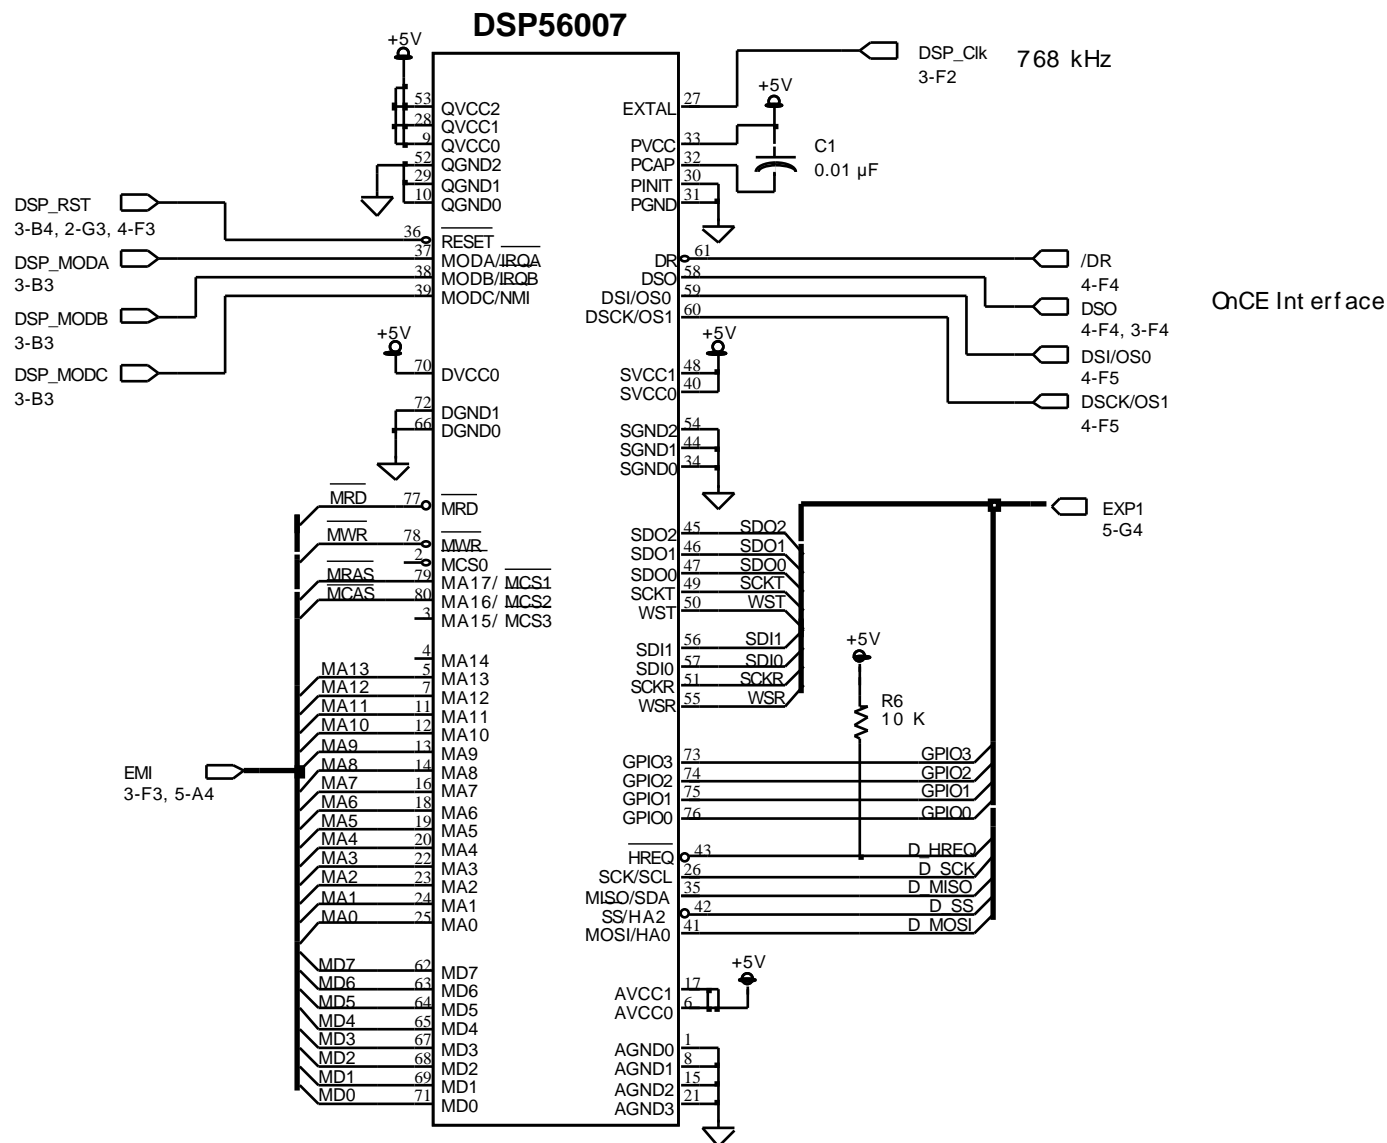 DSP56007
+5V
DSP_Clk
3-F2
768 kHz
53 QVCC2
28 QVCC1
9 QVCC0
52 QGND2
29 QGND1
10 QGND0
EXTAL 27
+5V
PVCC 33
PCAP 32
PINIT 30
PGND 31
C1
0.01 µF
DSP_RST
3-B4, 2-G3, 4-F3
DSP_MODA
3-B3
DSP_MODB
3-B3
DSP_MODC
3-B3
36 RESET
37 MODA/IRQA
38 MODB/IRQB
39 MODC/NMI
DR 61
DSO 58
DSI/OS0 59
DSCK/OS1 60
/DR
4-F4
DSO
4-F4, 3-F4
DSI/OS0
4-F5
DSCK/OS1
4-F5
OnCE Interface
+5V
70 DVCC0
72 DGND1
66 DGND0
+5V
SVCC1 48
SVCC0 40
SGND2 54
SGND1 44
SGND0 34
MRD 77 MRD
MWR 78 MWR
2 MCS0
MRAS 79 MA17/ MCS1
MCAS 80 MA16/ MCS2
3 MA15/ MCS3
4 MA14
MA13 5 MA13
MA12 7 MA12
MA11 11 MA11
MA10 12 MA10
MA9 13 MA9
MA8 14 MA8
MA7 16 MA7
MA6 18 MA6
MA5 19 MA5
MA4 20 MA4
MA3 22 MA3
MA2 23 MA2
MA1 24 MA1
MA0 25 MA0
EMI
3-F3, 5-A4
MD7 62 MD7
MD6 63 MD6
MD5 64 MD5
MD4 65 MD4
MD3 67 MD3
MD2 68 MD2
MD1 69 MD1
MD0 71 MD0
EXP1
5-G4
SDO2 45 SDO2
SDO1 46 SDO1
SDO0 47 SDO0
SCKT 49 SCKT
WST 50 WST
SDI1 56 SDI1
SDI0 57 SDI0
SCKR 51 SCKR
WSR 55 WSR
+5V
R6
10 K
GPIO3 73 GPIO3
GPIO2 74 GPIO2
GPIO1 75 GPIO1
GPIO0 76 GPIO0
HREQ 43 D_HREQ
SCK/SCL 26 D_SCK
MISO/SDA 35 D_MISO
SS/HA2 42 D_SS
MOSI/HA0 41 D_MOSI
+5V
AVCC1 17
AVCC0 6
AGND0 1
AGND1 8
AGND2 15
AGND3 21